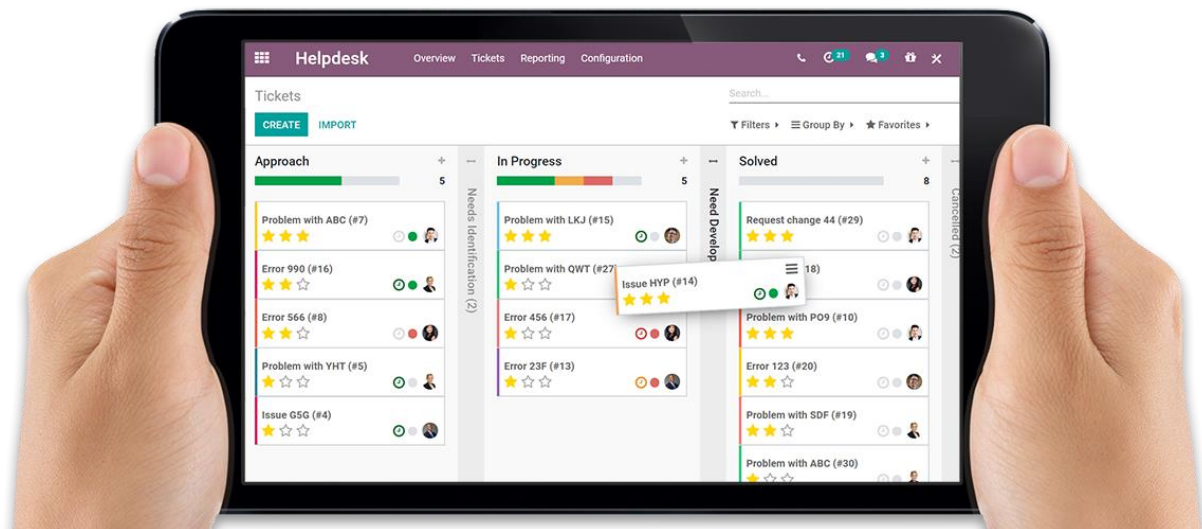 Helpdesk Overview Tickets Reporting Configuration 21 3
Tickets
Search...
CREATE IMPORT
Filters Group By Favorites
Approach
5
Problem with ABC (#7)
Error 990 (#16)
Error 566 (#8)
Problem with YHT (#5)
Issue G5G (#4)
Needs Identification (2)
In Progress
5
Problem with LKJ (#15)
Problem with QWT (#27
Issue HYP (#14)
Error 456 (#17)
Error 23F (#13)
Need Develop
Solved
8
Request change 44 (#29)
18)
Problem with PO9 (#10)
Error 123 (#20)
Problem with SDF (#19)
Problem with ABC (#30)
Cancelled (2)